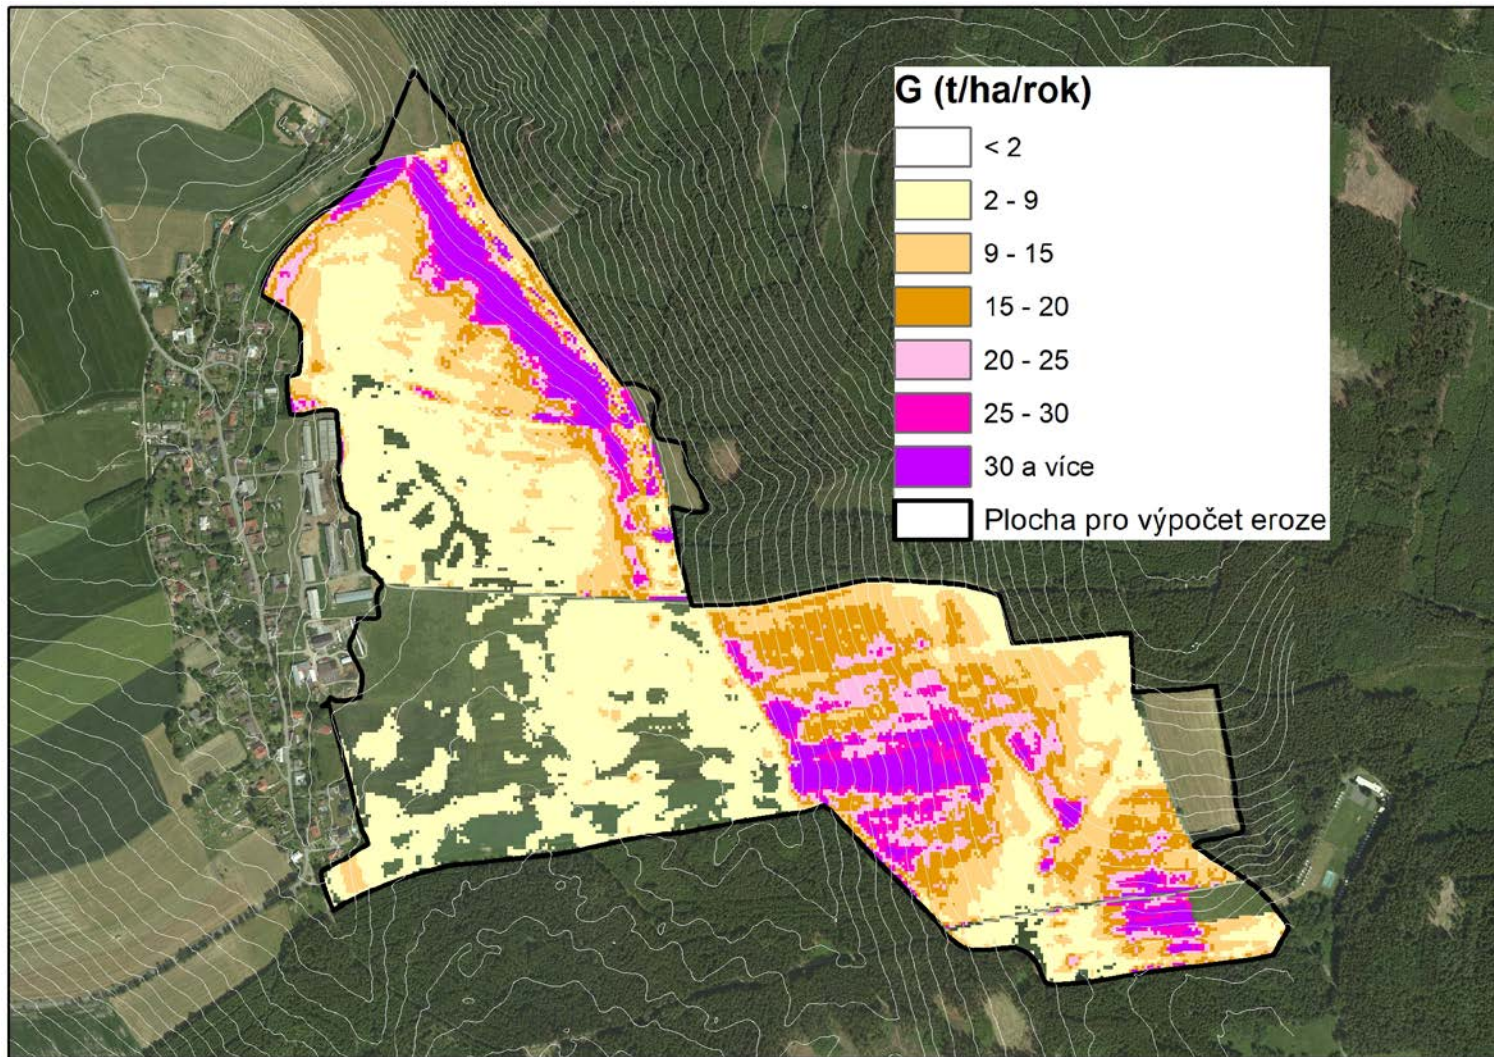 G (t/ha/rok)
< 2
2 - 9
9 - 15
15 - 20
20 - 25
25 - 30
30 a více
Plocha pro výpočet eroze